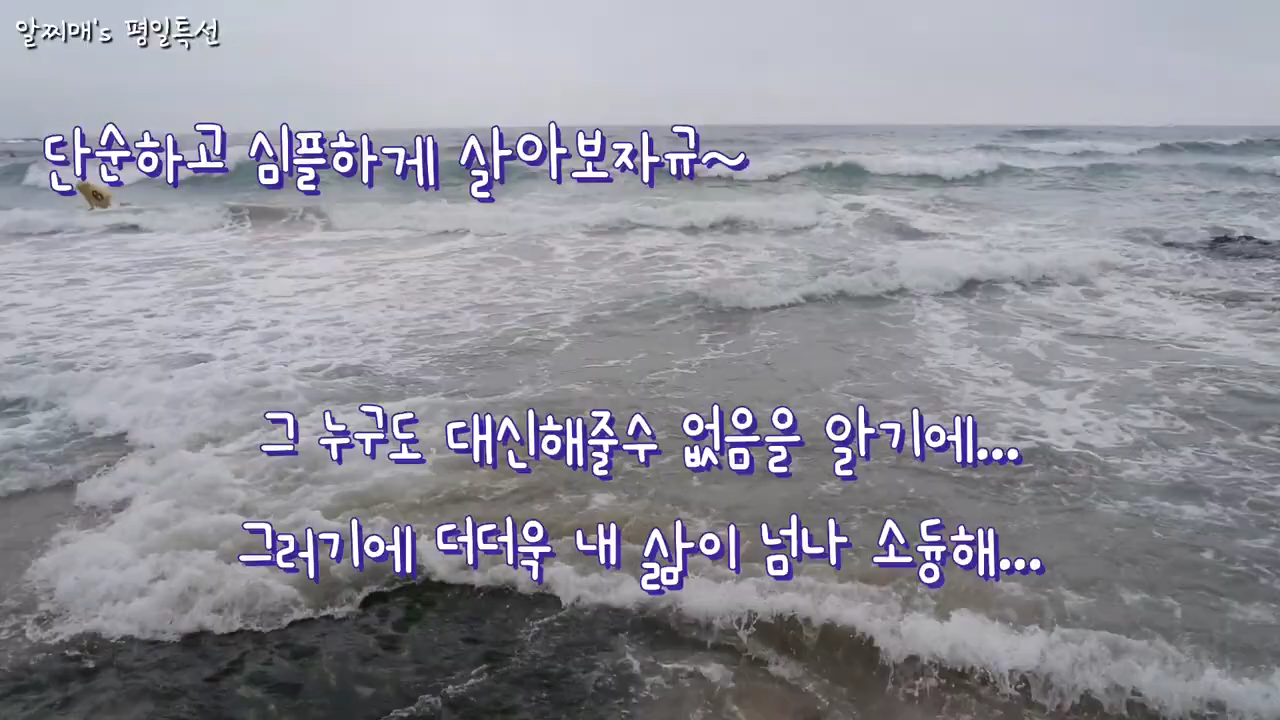 알찌매's 평일특선
단순하고 심플하게 살아보자규~
그 누구도 대신해줄수 없음을 알기에...
그러기에 더더욱 내 삶이 넘나 소듕해...